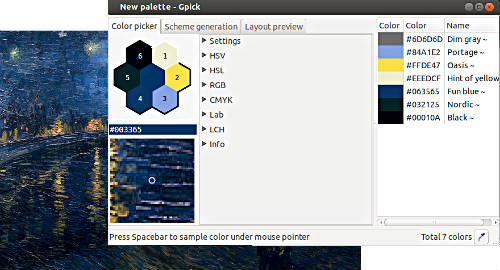 New palette - Gpick
Color picker
Scheme generation
Layout preview
6
1
5
2
4
3
#003365
Settings
HSV
HSL
RGB
CMYK
Lab
LCH
Info
Color Color Name
#6D6D6D Dim gray ~
#84A1E2 Portage ~
#FFDE47 Oasis ~
#EEEDCF Hint of yellow
#063565 Fun blue ~
#032125 Nordic ~
#00010A Black ~
Press Spacebar to sample color under mouse pointer
Total 7 colors